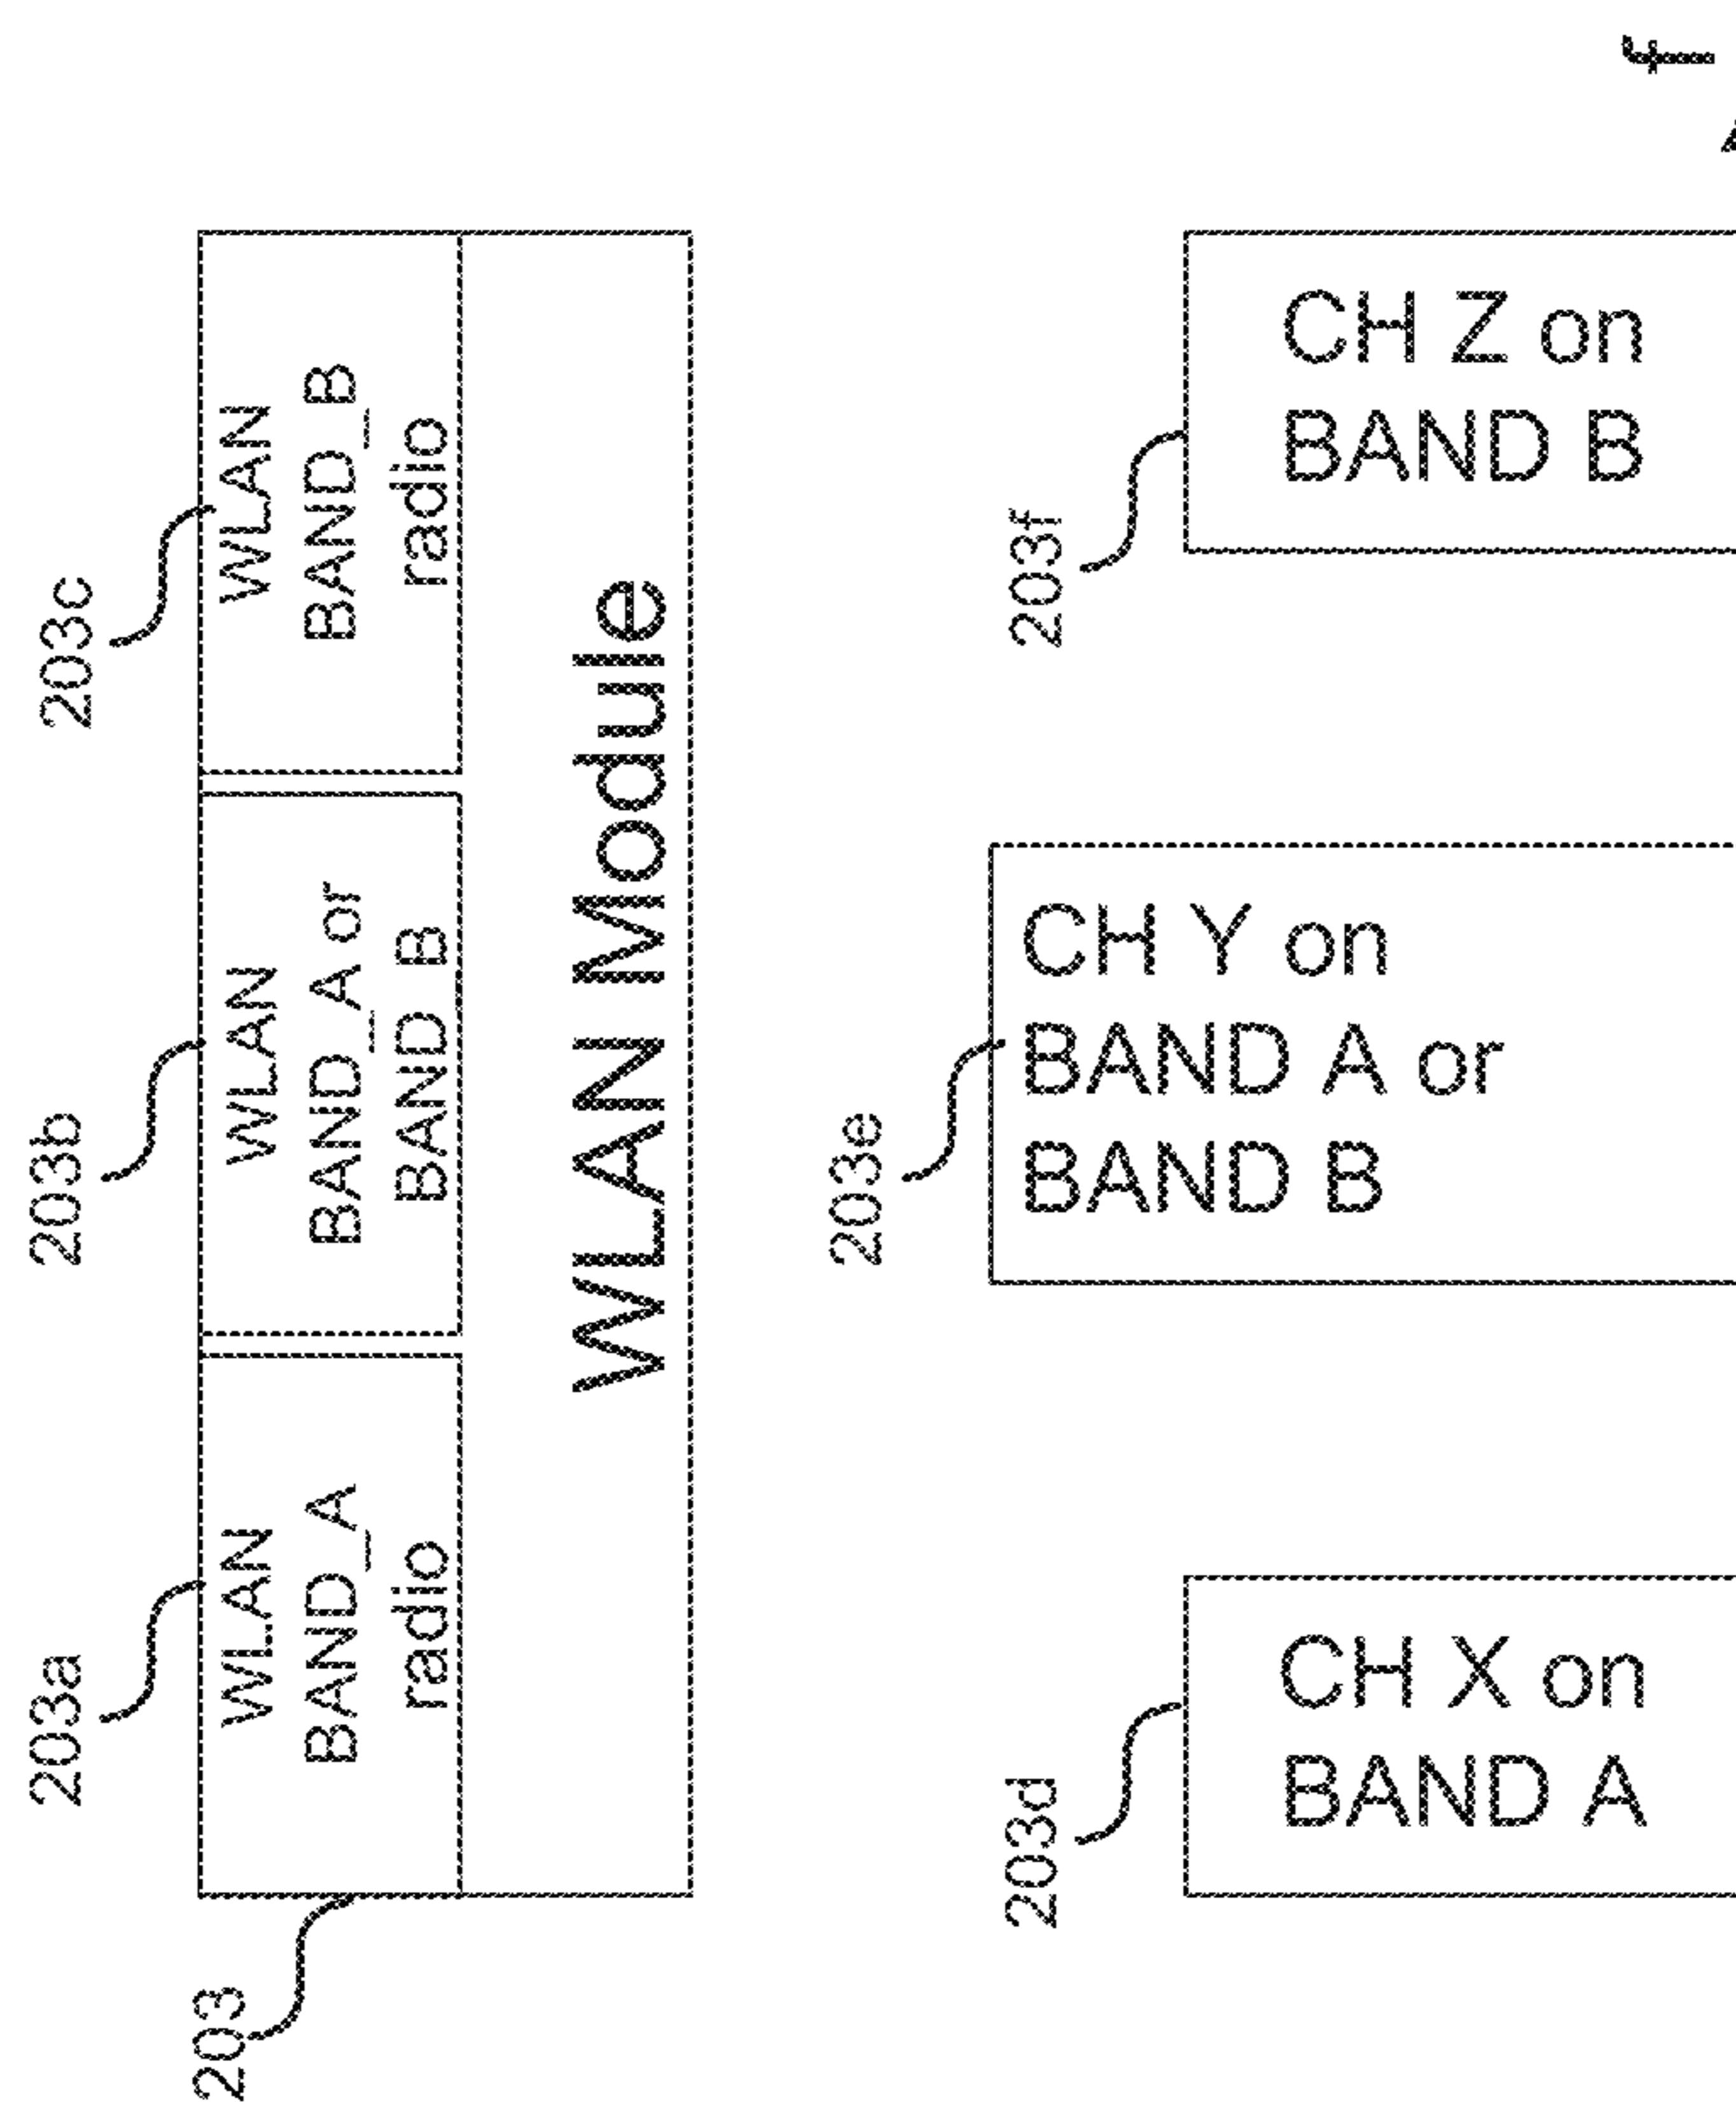 203
203a
WLAN
BAND_A
radio
203b
WLAN
BAND_A or
BAND B
203c
WLAN
BAND_B
radio
WLAN Module
203d
CH X on
BAND A
203e
CH Y on
BAND A or
BAND B
203f
CH Z on
BAND B